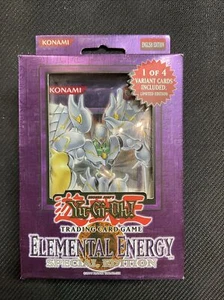 KONAMI
ENGLISH EDITION
1 OF 4
VARIANT CARDS
INCLUDED.
LIMITED EDITION
KONAMI
Yu-Gi-Oh!
TRADING CARD GAME
ELEMENTAL ENERGY
SPECIAL EDITION